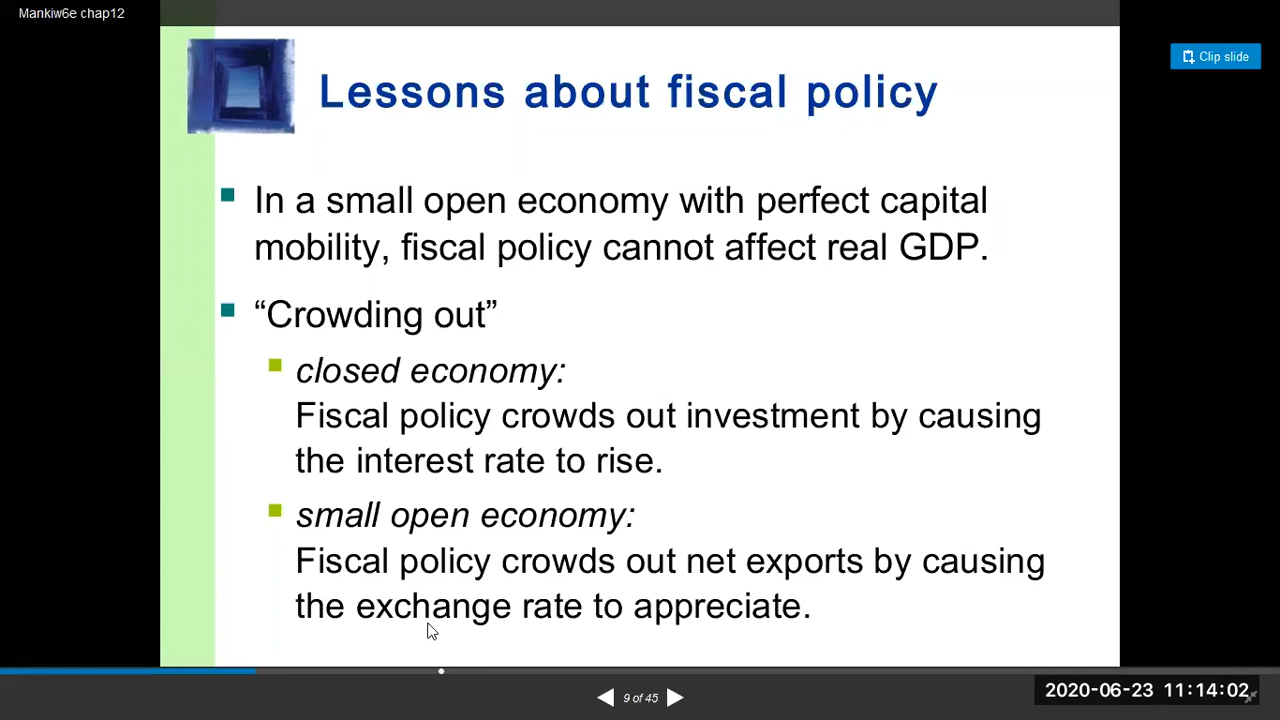 Mankiw6e chap12
Clip slide
Lessons about fiscal policy
In a small open economy with perfect capital
mobility, fiscal policy cannot affect real GDP.
“Crowding out”
closed economy:
Fiscal policy crowds out investment by causing
the interest rate to rise.
small open economy:
Fiscal policy crowds out net exports by causing
the exchange rate to appreciate.
9 of 45
2020-06-23 11:14:02